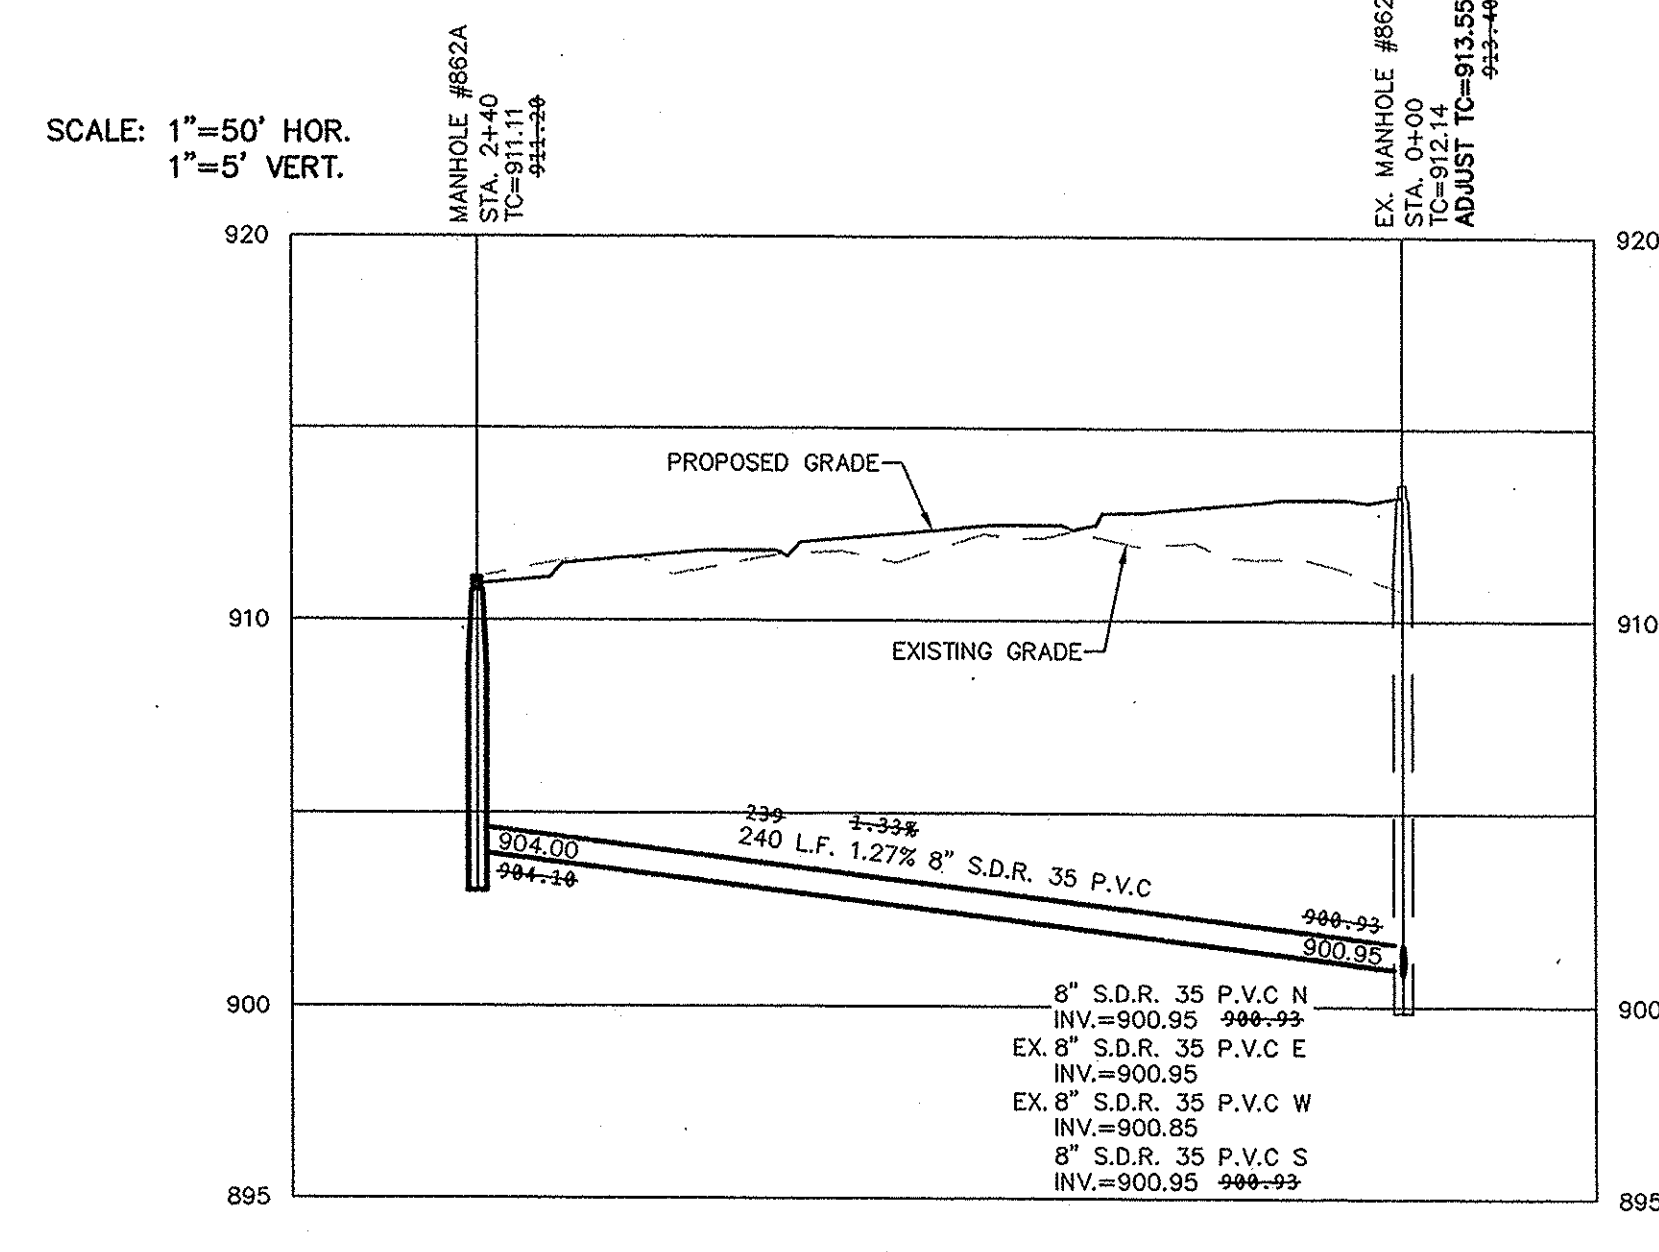 SCALE: 1"=50' HOR.
1"=5' VERT.
MANHOLE #862A
STA. 2+40
TC=911.11
911.20
EX. MANHOLE #862
STA. 0+00
TC=912.14
ADJUST TC=913.55
913.40
920
920
PROPOSED GRADE
910
910
EXISTING GRADE
239 1.33%
240 L.F. 1.27% 8" S.D.R. 35 P.V.C
904.00
904.10
900.93
900.95
900
900
8" S.D.R. 35 P.V.C N
INV.=900.95 900.93
EX. 8" S.D.R. 35 P.V.C E
INV.=900.95
EX. 8" S.D.R. 35 P.V.C W
INV.=900.85
8" S.D.R. 35 P.V.C S
INV.=900.95 900.93
895
895